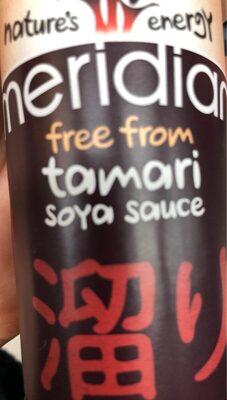 nature's energy
meridian
free from
tamari
soya sauce
溜り